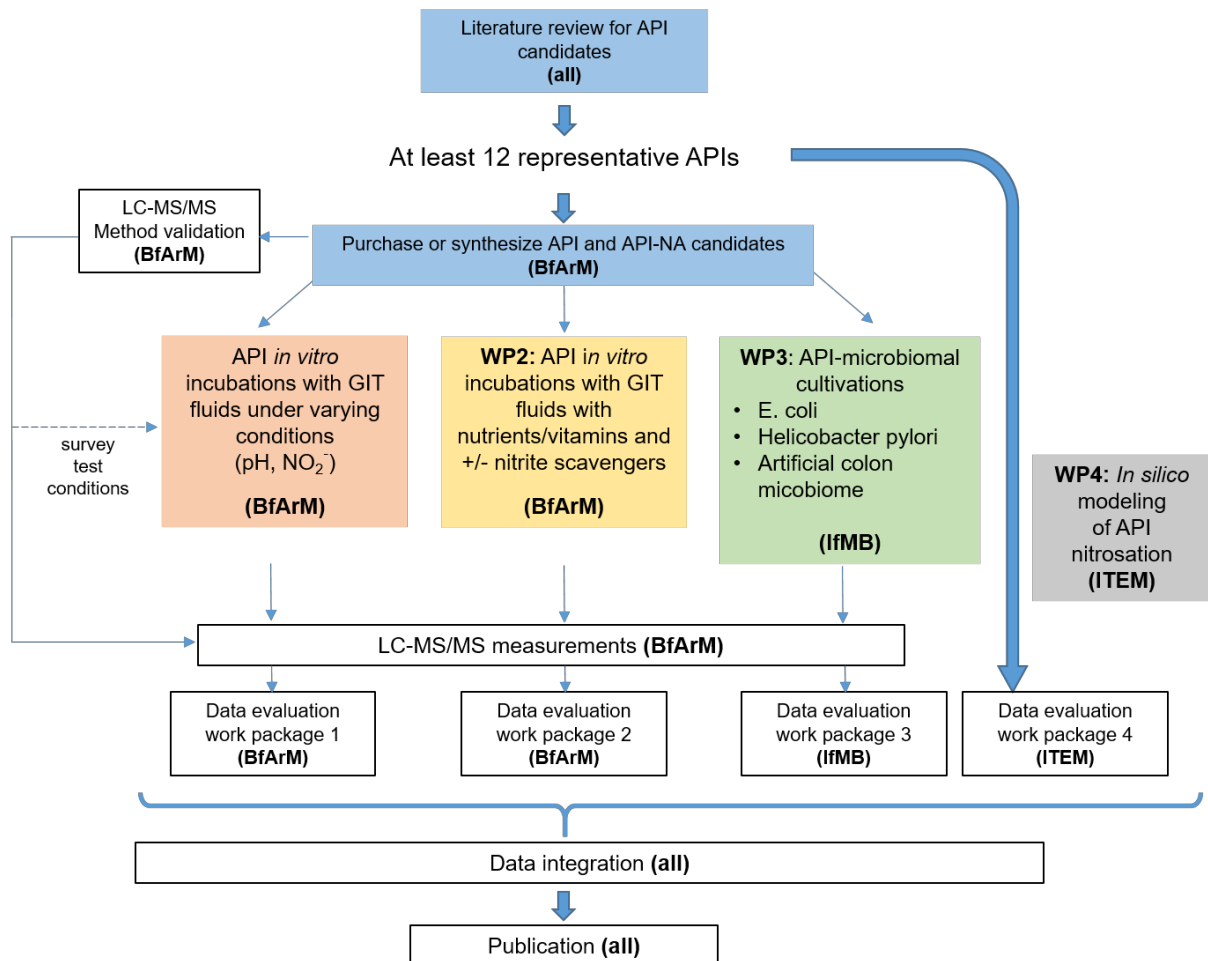 Literature review for API
candidates
(all)
At least 12 representative APIs
LC-MS/MS
Method validation
(BfArM)
Purchase or synthesize API and API-NA candidates
(BfArM)
API in vitro
incubations with GIT
fluids under varying
conditions
(pH, NO₂⁻)
(BfArM)
WP2: API in vitro
incubations with GIT
fluids with
nutrients/vitamins and
+/- nitrite scavengers
(BfArM)
WP3: API-microbiomal
cultivations
• E. coli
• Helicobacter pylori
• Artificial colon
micobiome
(IfMB)
survey
test
conditions
WP4: In silico
modeling
of API
nitrosation
(ITEM)
LC-MS/MS measurements (BfArM)
Data evaluation
work package 1
(BfArM)
Data evaluation
work package 2
(BfArM)
Data evaluation
work package 3
(IfMB)
Data evaluation
work package 4
(ITEM)
Data integration (all)
Publication (all)